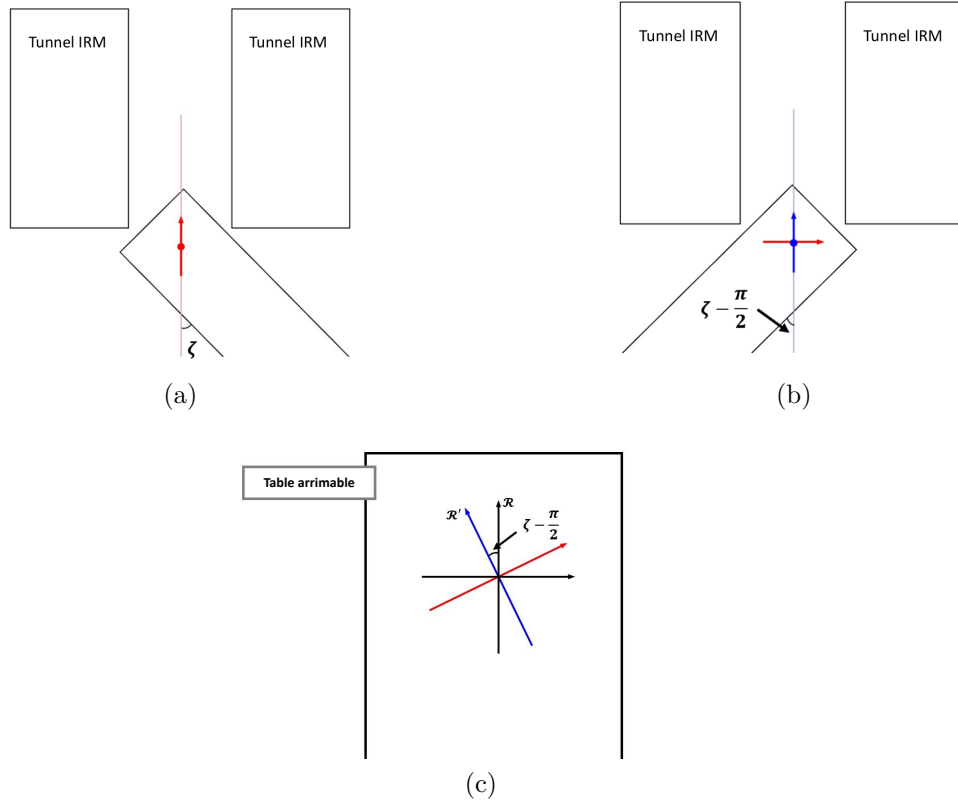 Tunnel IRM
Tunnel IRM
ζ
(a)
Tunnel IRM
Tunnel IRM
ζ − π/2
(b)
Table arrimable
ℛ'
ℛ
ζ − π/2
(c)